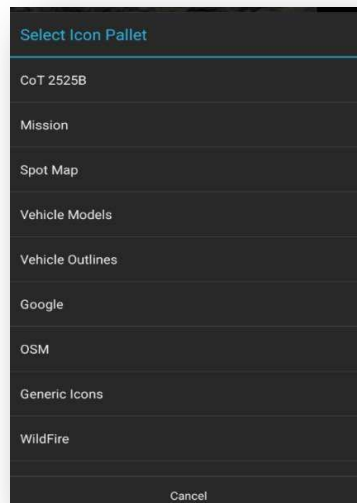 Select Icon Pallet
CoT 2525B
Mission
Spot Map
Vehicle Models
Vehicle Outlines
Google
OSM
Generic Icons
WildFire
Cancel